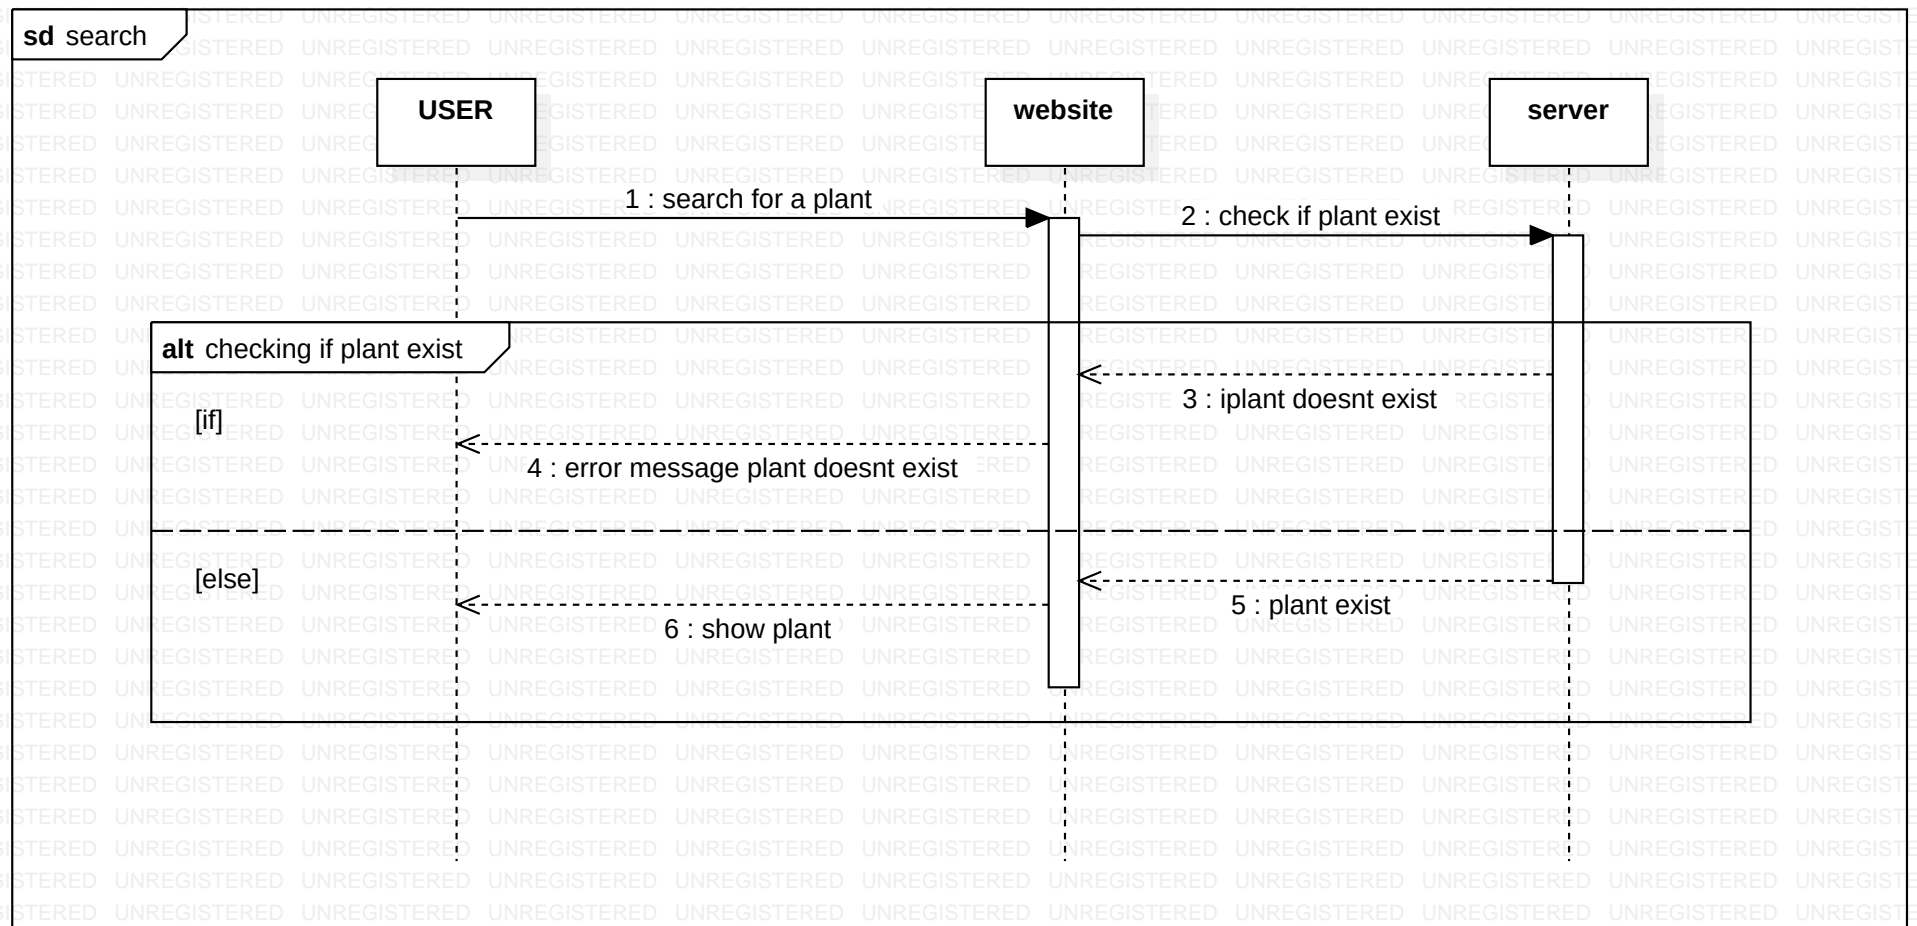 sd search
USER
website
server
1 : search for a plant
2 : check if plant exist
alt checking if plant exist
3 : iplant doesnt exist
[if]
4 : error message plant doesnt exist
[else]
5 : plant exist
6 : show plant
UNREGISTERED